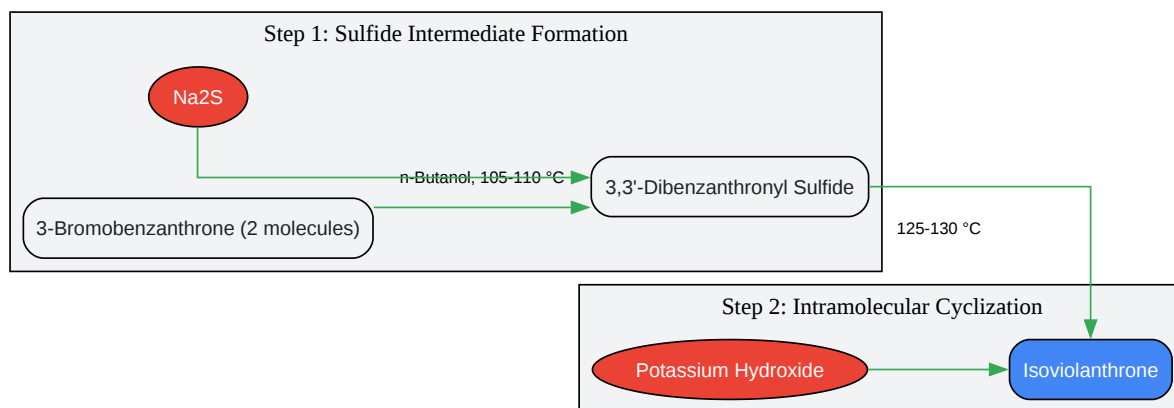 Step 1: Sulfide Intermediate Formation
Na2S
n-Butanol, 105-110 °C
3,3'-Dibenzanthronyl Sulfide
3-Bromobenzanthrone (2 molecules)
125-130 °C
Step 2: Intramolecular Cyclization
Potassium Hydroxide
Isoviolanthrone